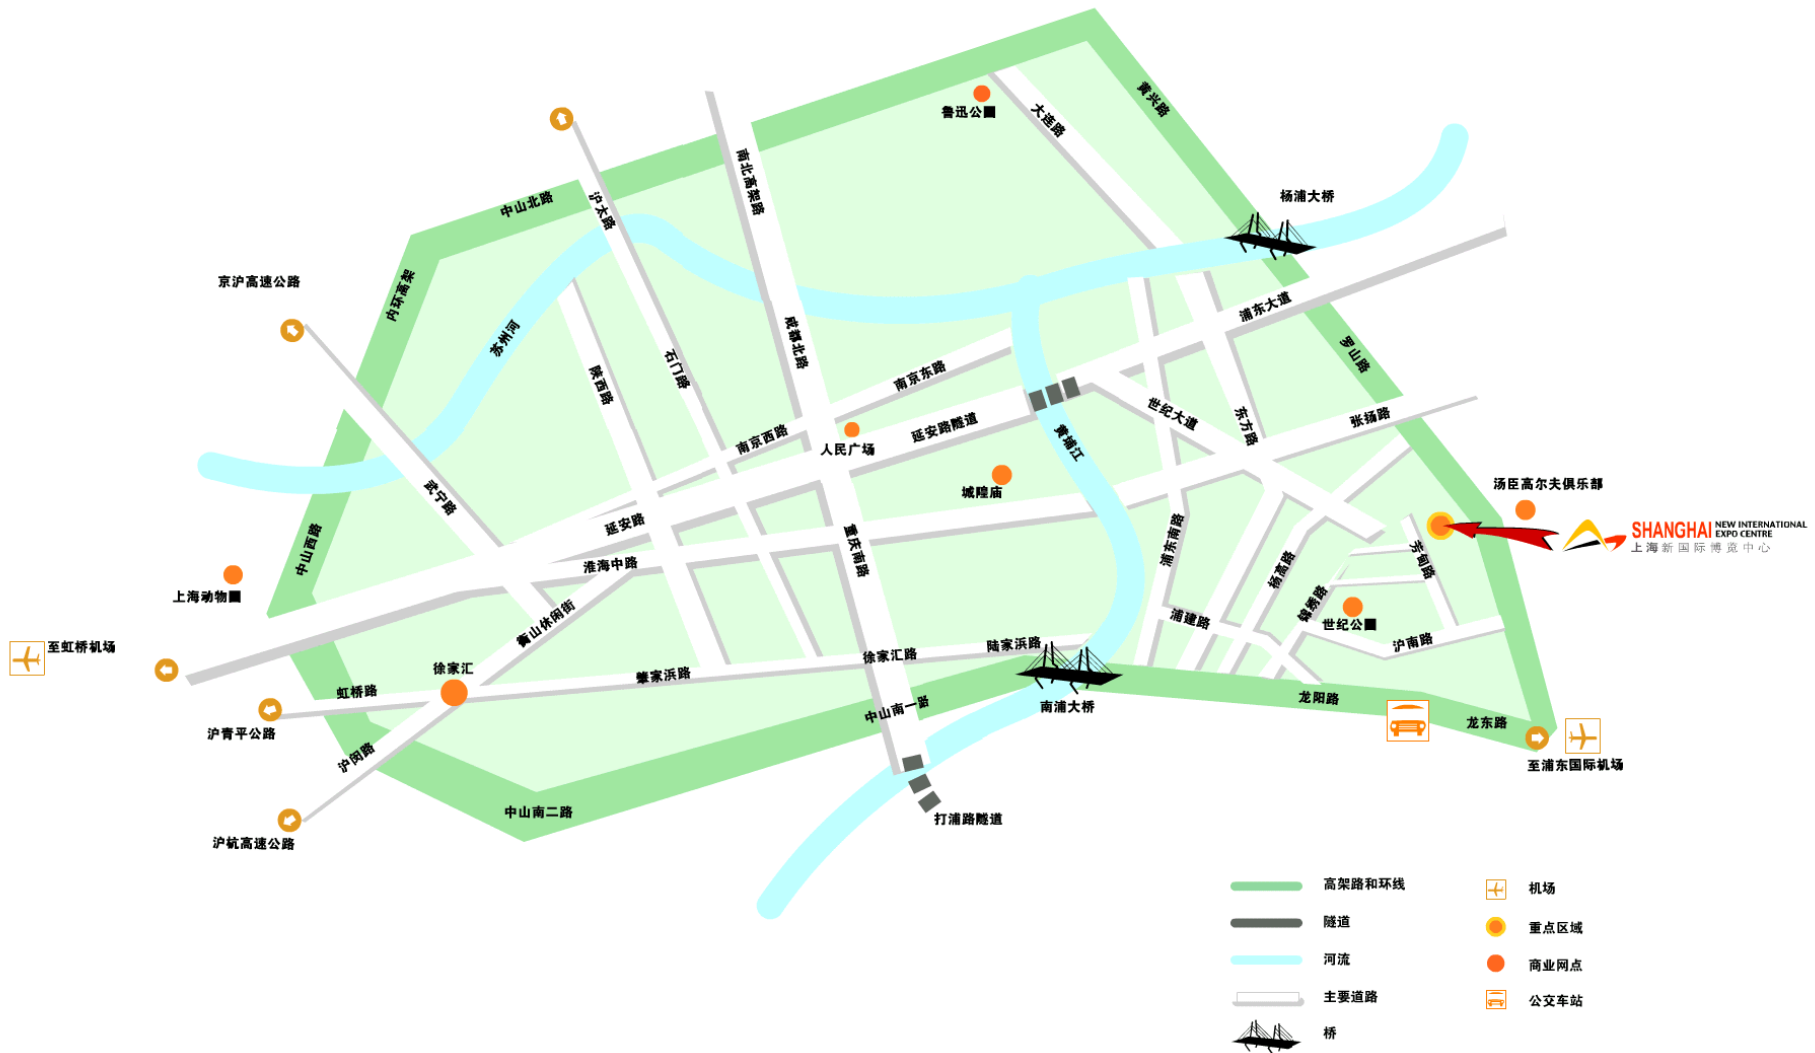 鲁迅公園
大连路
黄兴路
南北高架路
中山北路
沪太路
杨浦大桥
京沪高速公路
内环高架
苏州河
浦东大道
成都北路
石门路
陕西路
南京东路
罗山路
世纪大道
东方路
张扬路
南京西路
人民广场
延安路隧道
黄埔江
武宁路
城隍庙
汤臣高尔夫俱乐部
延安路
重庆南路
浦东南路
SHANGHAI NEW INTERNATIONAL
EXPO CENTRE
上海新国际博览中心
中山西路
淮海中路
杨高路
芳甸路
上海动物園
衡山休闲街
锦绣路
浦建路
世纪公園
沪南路
至虹桥机场
徐家汇
肇家浜路
徐家汇路
陆家浜路
虹桥路
龙阳路
中山南一路
南浦大桥
龙东路
沪青平公路
沪闵路
至浦东国际机场
中山南二路
打浦路隧道
沪杭高速公路
高架路和环线
机场
隧道
重点区域
河流
商业网点
主要道路
公交车站
桥